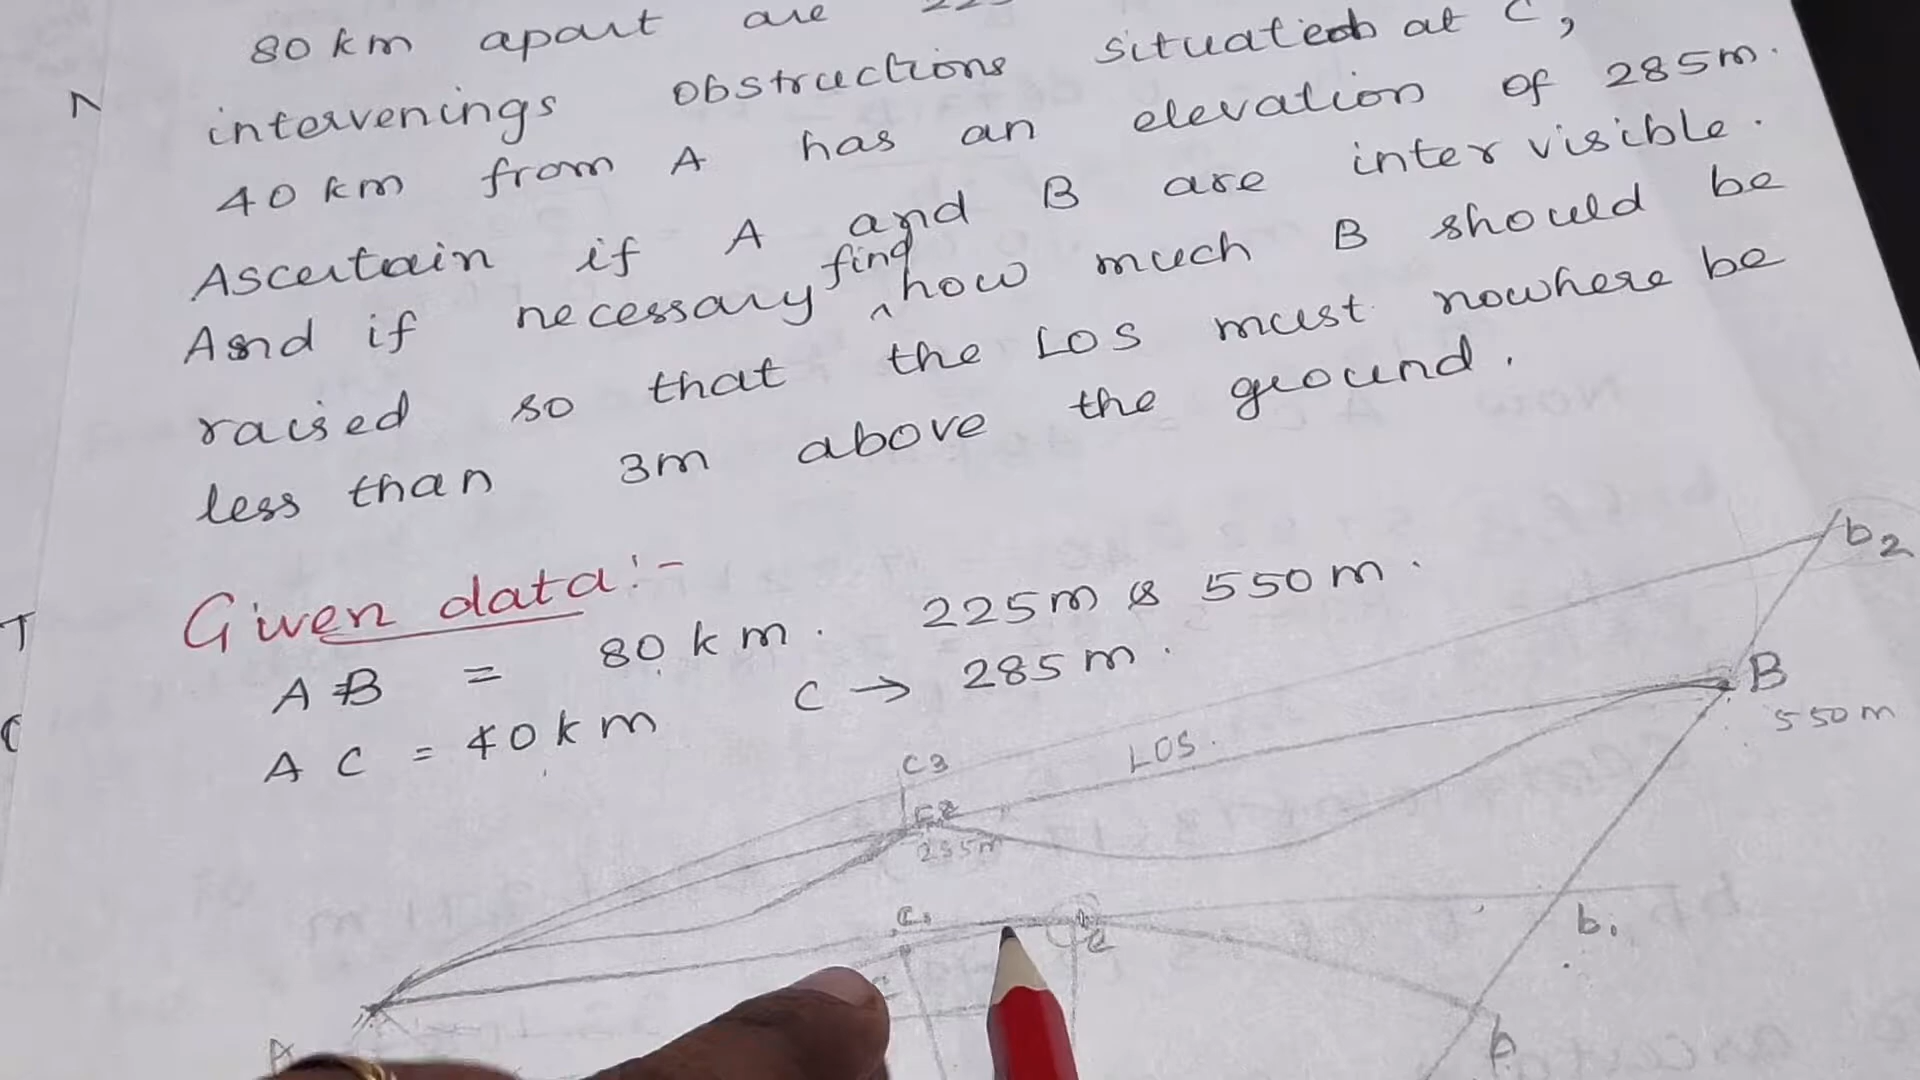 80 km apart are
intervenings obstructions situated at C,
40 km from A has an elevation of 285m.
Ascertain if A and B are inter visible.
And if necessary find how much B should be
raised so that the LOS must nowhere be
less than 3m above the ground.
Given data:-
AB = 80 km. 225m & 550m.
AC = 40 km C → 285m.
b2
B
550m
LOS.
C3
C1
b1
A
b